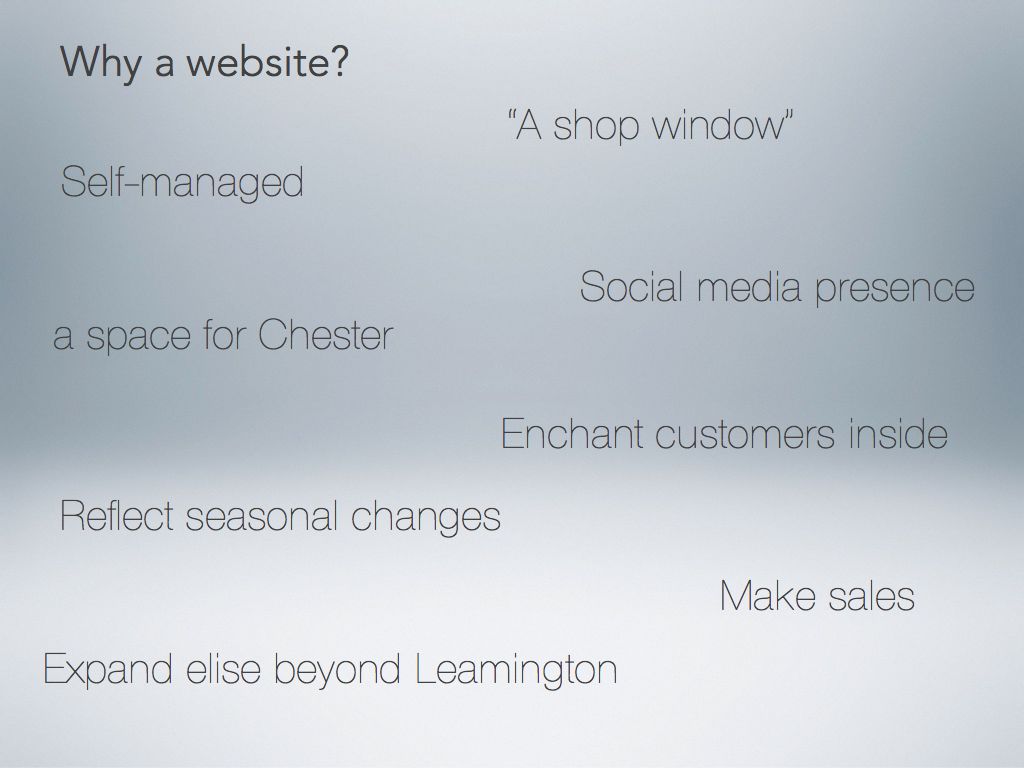 Why a website?
“A shop window”
Self-managed
Social media presence
a space for Chester
Enchant customers inside
Reflect seasonal changes
Make sales
Expand elise beyond Leamington